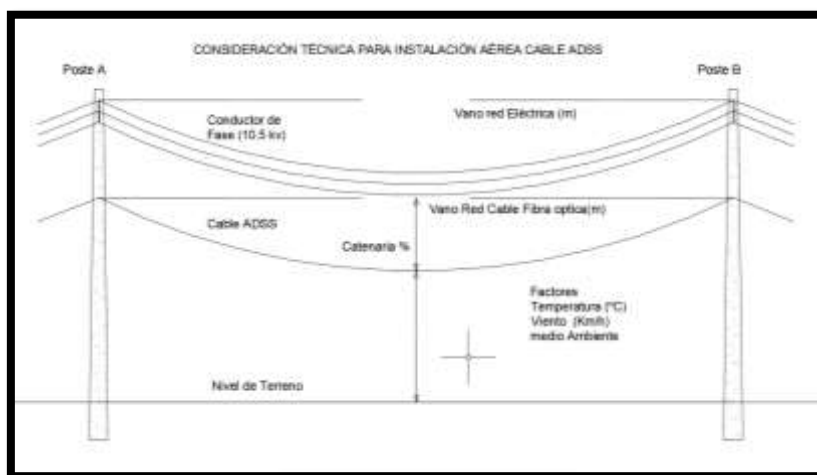 CONSIDERACIÓN TÉCNICA PARA INSTALACIÓN AÉREA CABLE ADSS
Poste A
Poste B
Conductor de
Fase (10.5 kv)
Vano red Eléctrica (m)
Cable ADSS
Vano Red Cable Fibra optica(m)
Catenaria %
Factores
Temperatura (°C)
Viento (Km/h)
medio Ambiente
Nivel de Terreno